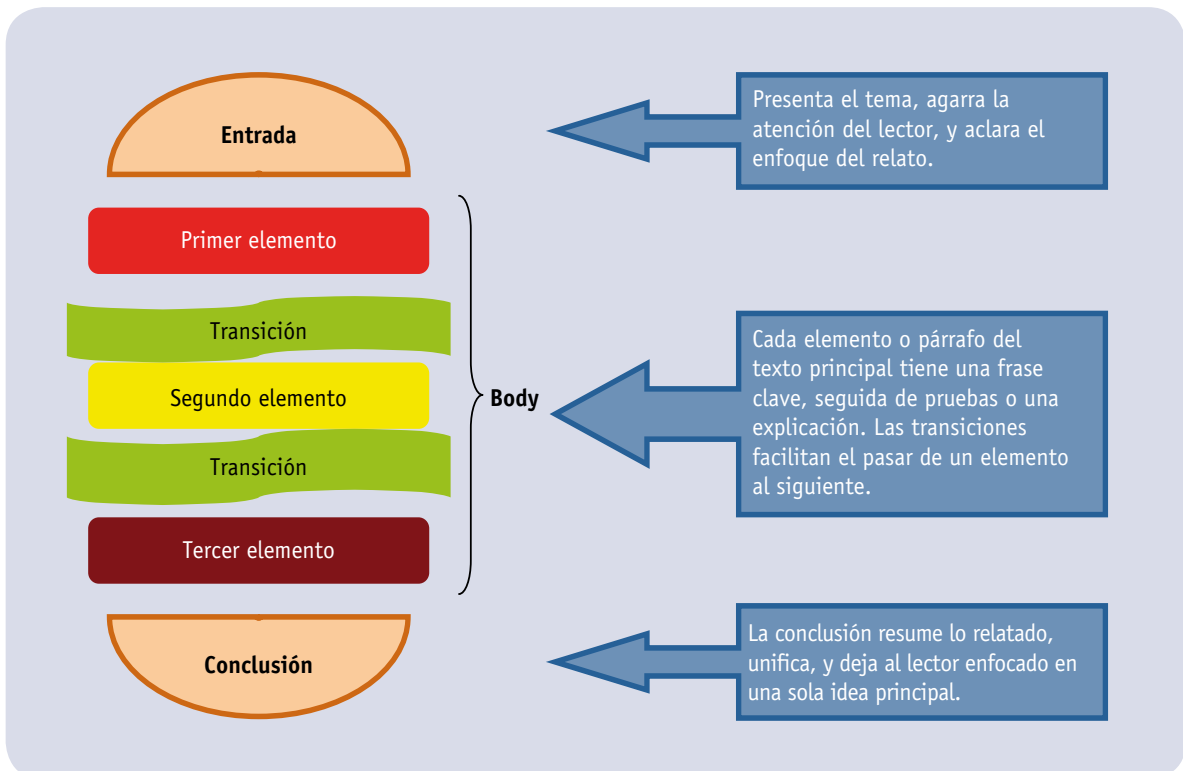 Entrada
Presenta el tema, agarra la
atención del lector, y aclara el
enfoque del relato.
Primer elemento
Transición
Segundo elemento
Transición
Tercer elemento
Body
Cada elemento o párrafo del
texto principal tiene una frase
clave, seguida de pruebas o una
explicación. Las transiciones
facilitan el pasar de un elemento
al siguiente.
Conclusión
La conclusión resume lo relatado,
unifica, y deja al lector enfocado en
una sola idea principal.